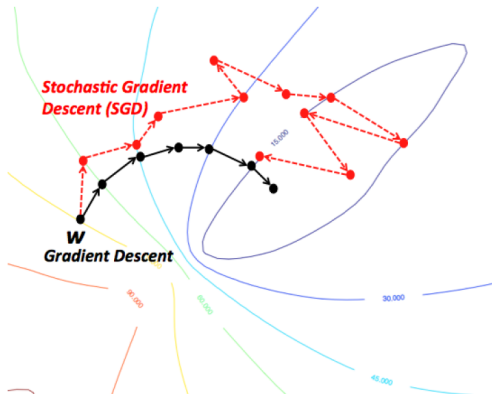 Stochastic Gradient
Descent (SGD)
15.000
W
Gradient Descent
90.000
60.000
30.000
45.000